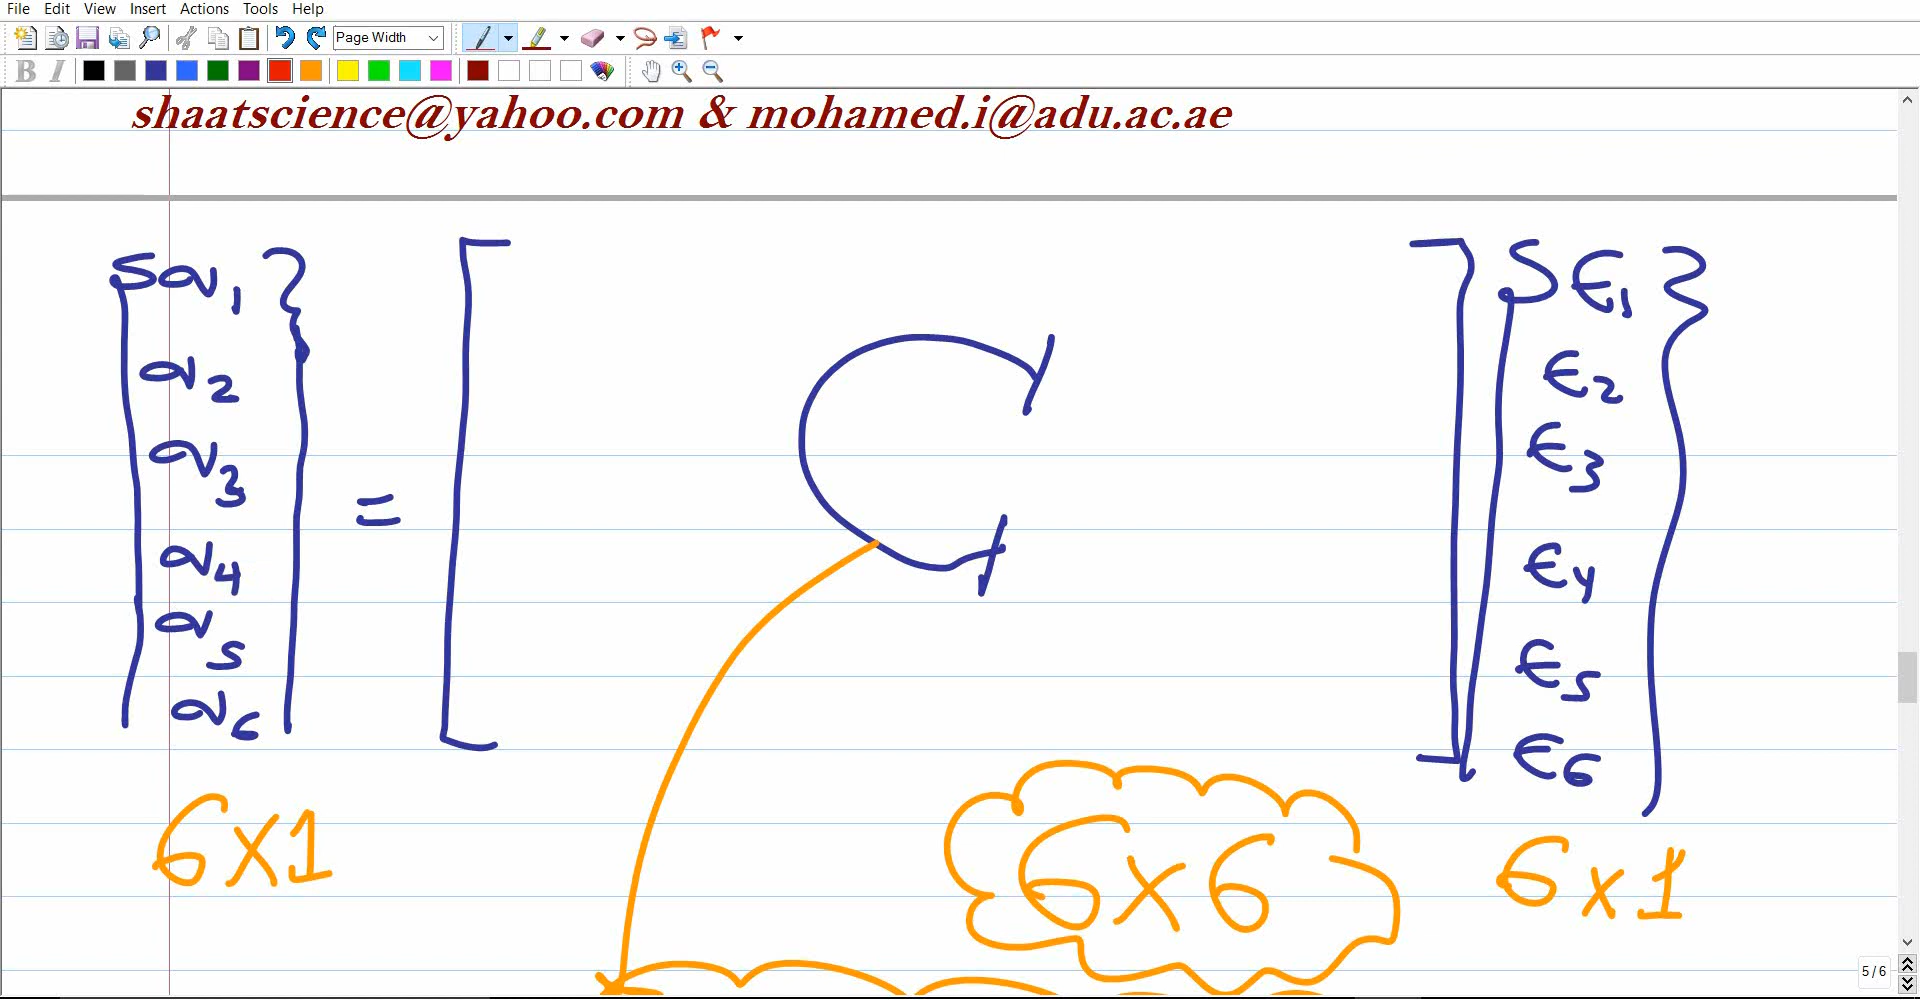 File Edit View Insert Actions Tools Help
Page Width
B I
shaatscience@yahoo.com & mohamed.i@adu.ac.ae
{σ1 σ2 σ3 σ4 σ5 σ6} = [ C ] {ϵ1 ϵ2 ϵ3 ϵ4 ϵ5 ϵ6}
6x1 6x6 6x1
5 / 6